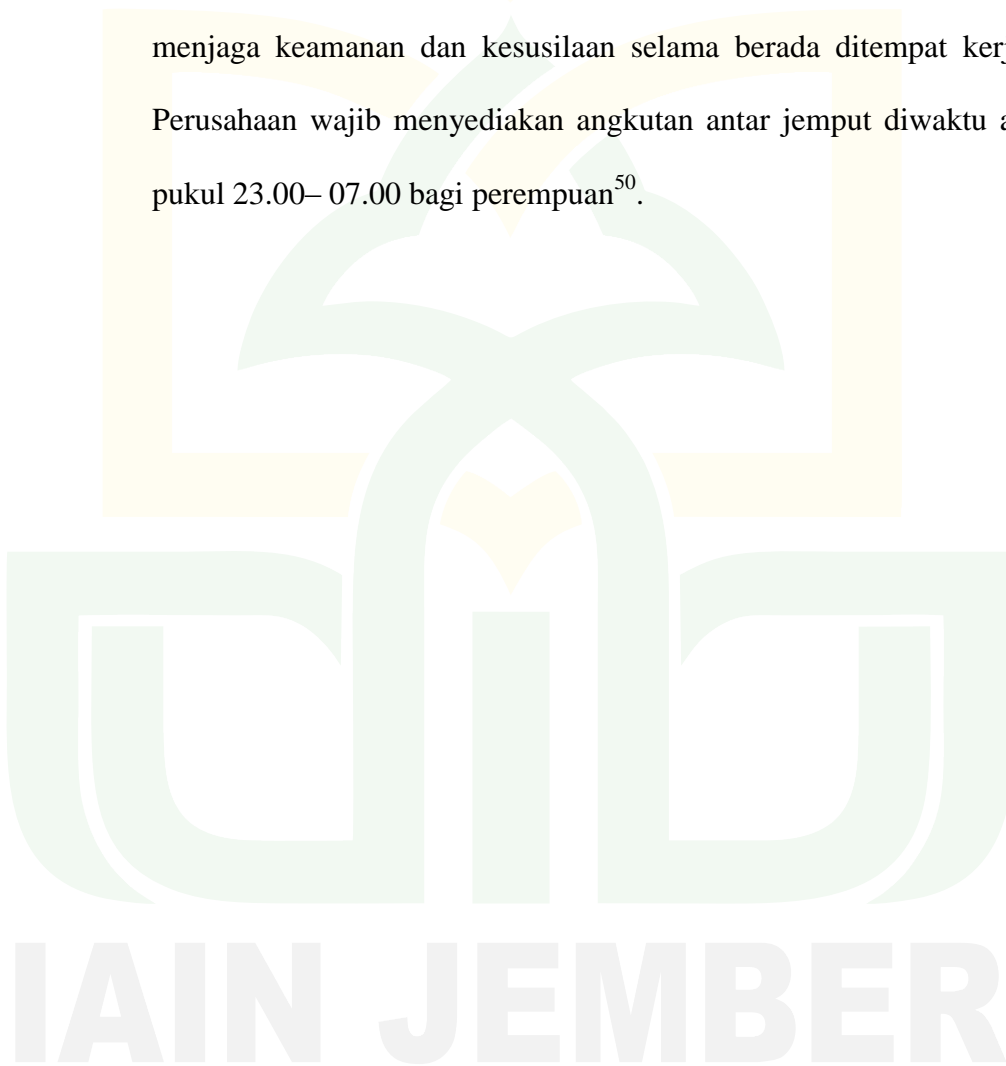 menjaga keamanan dan kesusilaan selama berada ditempat
Perusahaan wajib menyediakan angkutan antar jemput diwaktu
pukul 23.00– 07.00 bagi perempuan50.
IAIN JEMBER